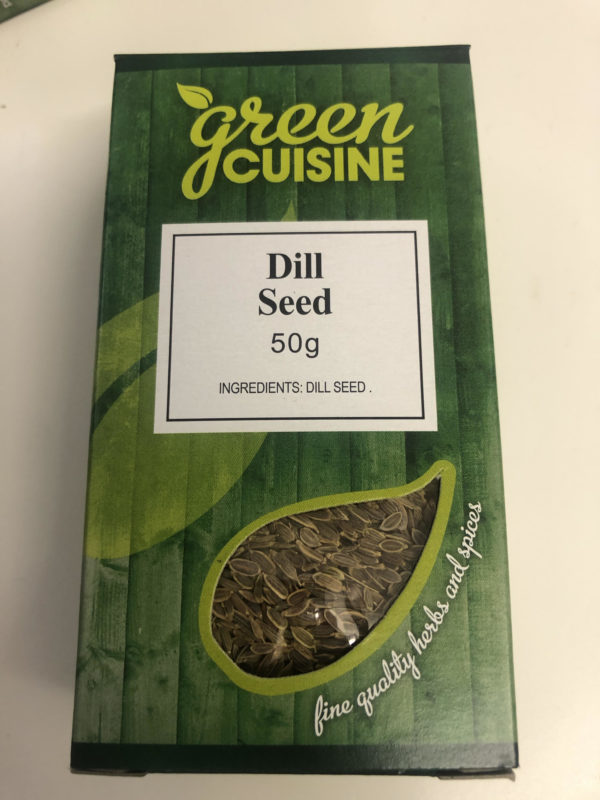 green
CUISINE
Dill
Seed
50g
INGREDIENTS: DILL SEED .
fine quality herbs and spices